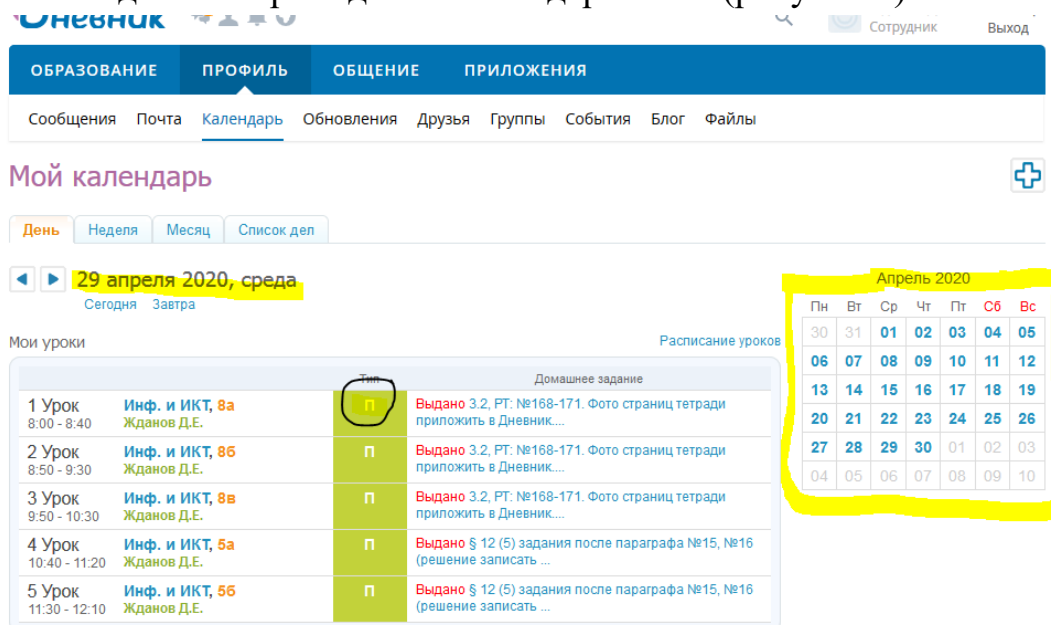 Дневник
Сотрудник
Выход
ОБРАЗОВАНИЕ ПРОФИЛЬ ОБЩЕНИЕ ПРИЛОЖЕНИЯ
Сообщения Почта Календарь Обновления Друзья Группы События Блог Файлы
Мой календарь
День Неделя Месяц Список дел
29 апреля 2020, среда
Сегодня Завтра
Мои уроки
Расписание уроков
Тип Домашнее задание
1 Урок Инф. и ИКТ, 8а П Выдано 3.2, РТ: №168-171. Фото страниц тетради
8:00 - 8:40 Жданов Д.Е. приложить в Дневник....
2 Урок Инф. и ИКТ, 8б П Выдано 3.2, РТ: №168-171. Фото страниц тетради
8:50 - 9:30 Жданов Д.Е. приложить в Дневник....
3 Урок Инф. и ИКТ, 8в П Выдано 3.2, РТ: №168-171. Фото страниц тетради
9:50 - 10:30 Жданов Д.Е. приложить в Дневник....
4 Урок Инф. и ИКТ, 5а П Выдано § 12 (5) задания после параграфа №15, №16
10:40 - 11:20 Жданов Д.Е. (решение записать ...
5 Урок Инф. и ИКТ, 5б П Выдано § 12 (5) задания после параграфа №15, №16
11:30 - 12:10 Жданов Д.Е. (решение записать ...
Апрель 2020
Пн Вт Ср Чт Пт Сб Вс
30 31 01 02 03 04 05
06 07 08 09 10 11 12
13 14 15 16 17 18 19
20 21 22 23 24 25 26
27 28 29 30 01 02 03
04 05 06 07 08 09 10